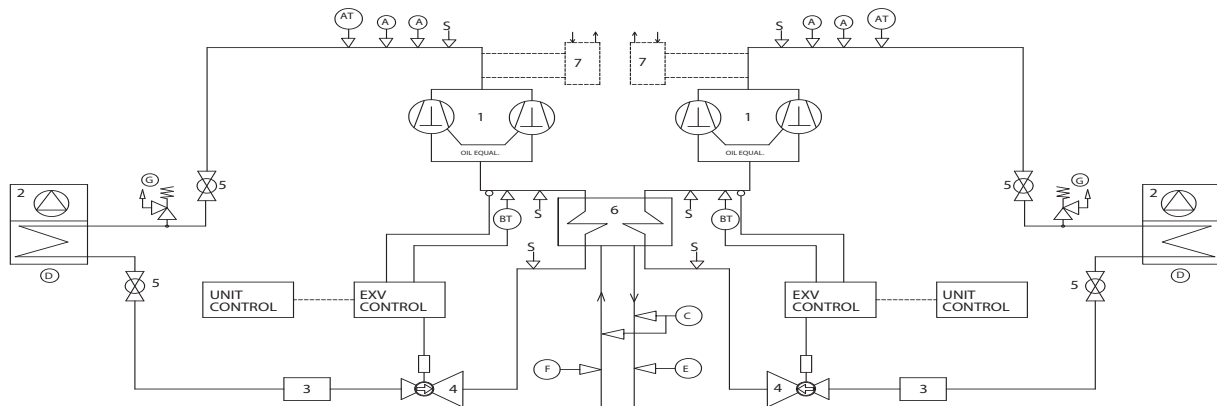 AT A A S S A A AT
7 7
1 1
OIL EQUAL. OIL EQUAL.
2 G 5 5 G 2
6
S S
BT BT
D S S D
5 5
UNIT CONTROL
EXV CONTROL
EXV CONTROL
UNIT CONTROL
C
F E
3 4 4 3